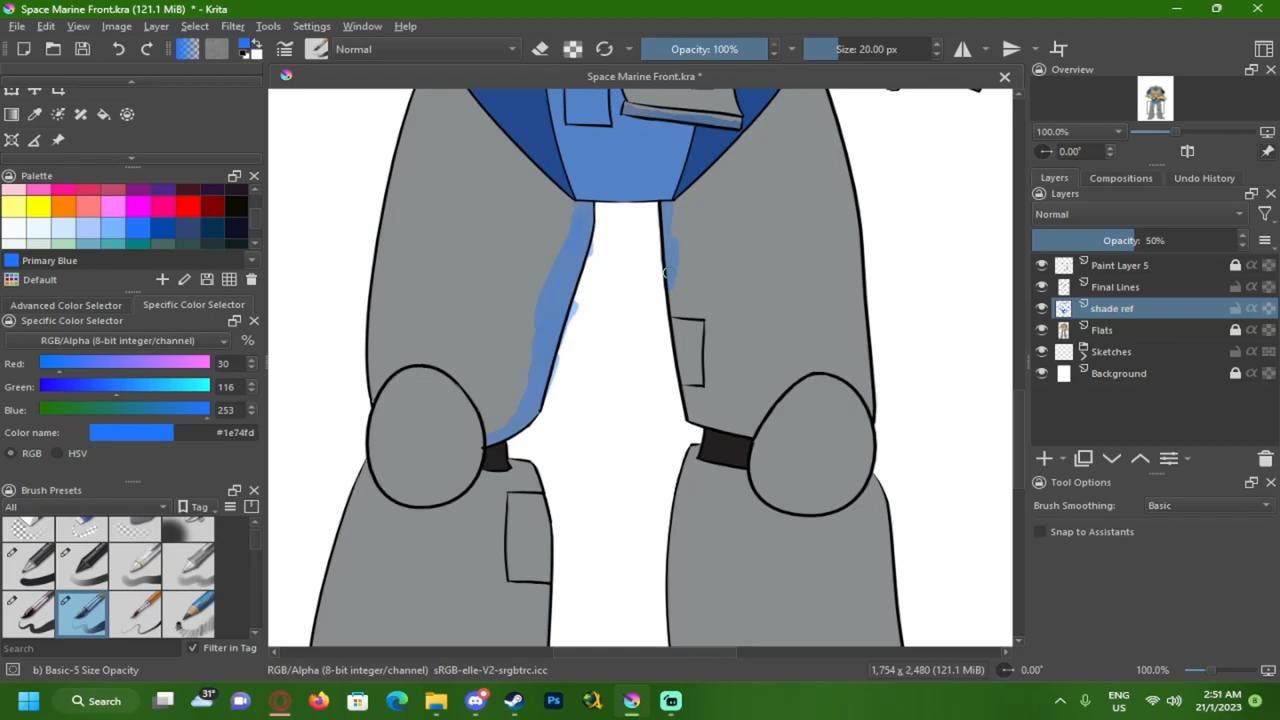 Space Marine Front.kra (121.1 MiB) * - Krita
File Edit View Image Layer Select Filter Tools Settings Window Help
Normal Opacity: 100% Size: 20.00 px
Space Marine Front.kra *
Overview
100.0%
0.00°
Layers Compositions Undo History
Layers
Normal
Opacity: 50%
Paint Layer 5
Final Lines
shade ref
Flats
Sketches
Background
Tool Options
Brush Smoothing: Basic
Snap to Assistants
Palette
Primary Blue
Default
Advanced Color Selector Specific Color Selector
Specific Color Selector
RGB/Alpha (8-bit integer/channel) %
Red: 30
Green: 116
Blue: 253
Color name: #1e74fd
RGB HSV
Brush Presets
All Tag
Search Filter in Tag
b) Basic-5 Size Opacity RGB/Alpha (8-bit integer/channel) sRGB-elle-V2-srgbtrc.icc 1,754 x 2,480 (121.1 MiB) 0.00° 100.0%
Search 31° Ps ENG US 2:51 AM 21/1/2023 8